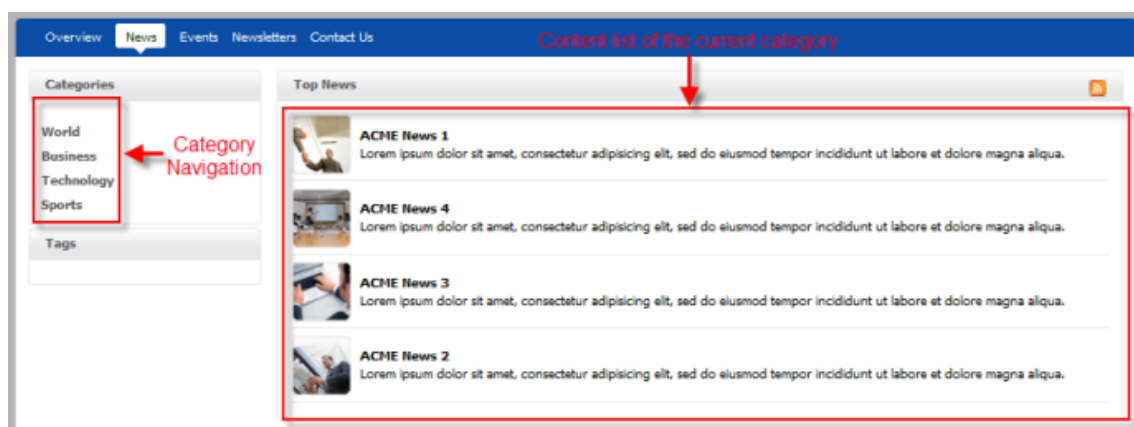 Overview News Events Newsletters Contact Us
Content list of the current category
Categories
World
Business
Technology
Sports
Category
Navigation
Tags
Top News
ACME News 1
Lorem ipsum dolor sit amet, consectetur adipisicing elit, sed do eiusmod tempor incididunt ut labore et dolore magna aliqua.
ACME News 4
Lorem ipsum dolor sit amet, consectetur adipisicing elit, sed do eiusmod tempor incididunt ut labore et dolore magna aliqua.
ACME News 3
Lorem ipsum dolor sit amet, consectetur adipisicing elit, sed do eiusmod tempor incididunt ut labore et dolore magna aliqua.
ACME News 2
Lorem ipsum dolor sit amet, consectetur adipisicing elit, sed do eiusmod tempor incididunt ut labore et dolore magna aliqua.